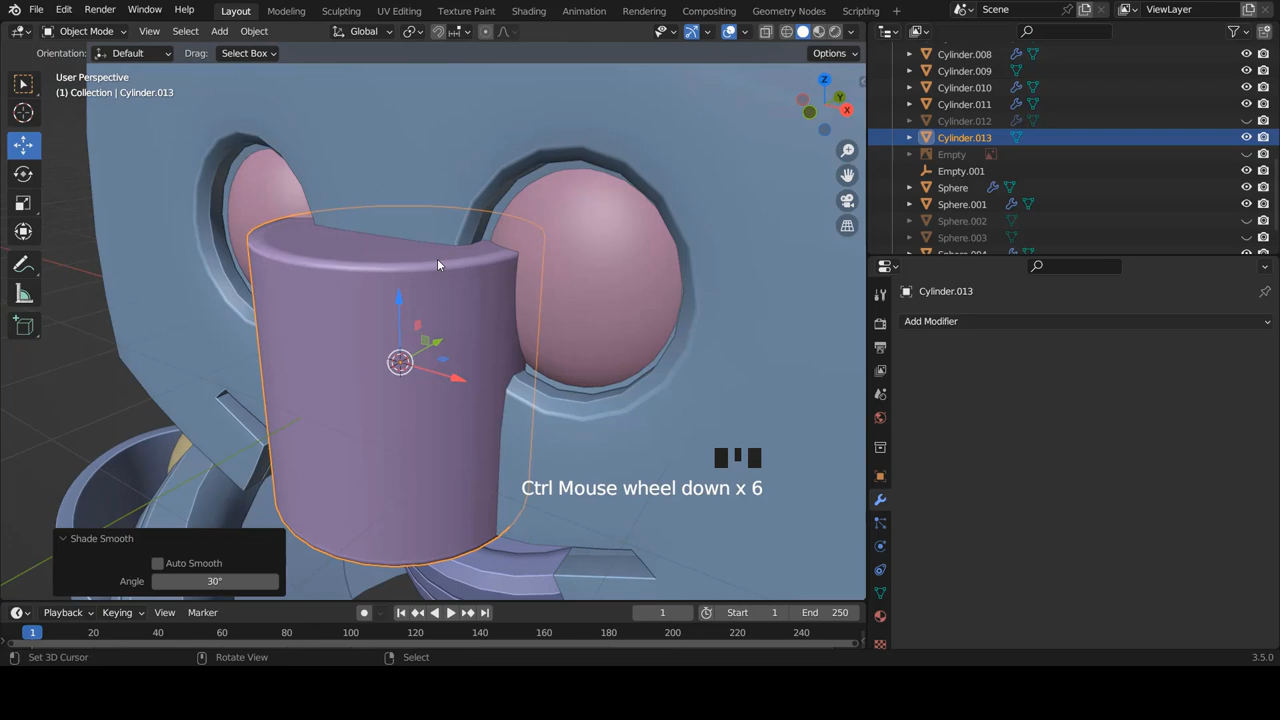 File Edit Render Window Help Layout Modeling Sculpting UV Editing Texture Paint Shading Animation Rendering Compositing Geometry Nodes Scripting Scene ViewLayer
Object Mode View Select Add Object Global
Orientation: Default Drag: Select Box Options
User Perspective
(1) Collection | Cylinder.013
Z
Y
X
Cylinder.008
Cylinder.009
Cylinder.010
Cylinder.011
Cylinder.012
Cylinder.013
Empty
Empty.001
Sphere
Sphere.001
Sphere.002
Sphere.003
Cylinder.013
Add Modifier
Ctrl Mouse wheel down x 6
Shade Smooth
Auto Smooth
Angle 30°
Playback Keying View Marker 1 Start 1 End 250
1 20 40 60 80 100 120 140 160 180 200 220 240
Set 3D Cursor Rotate View Select 3.5.0